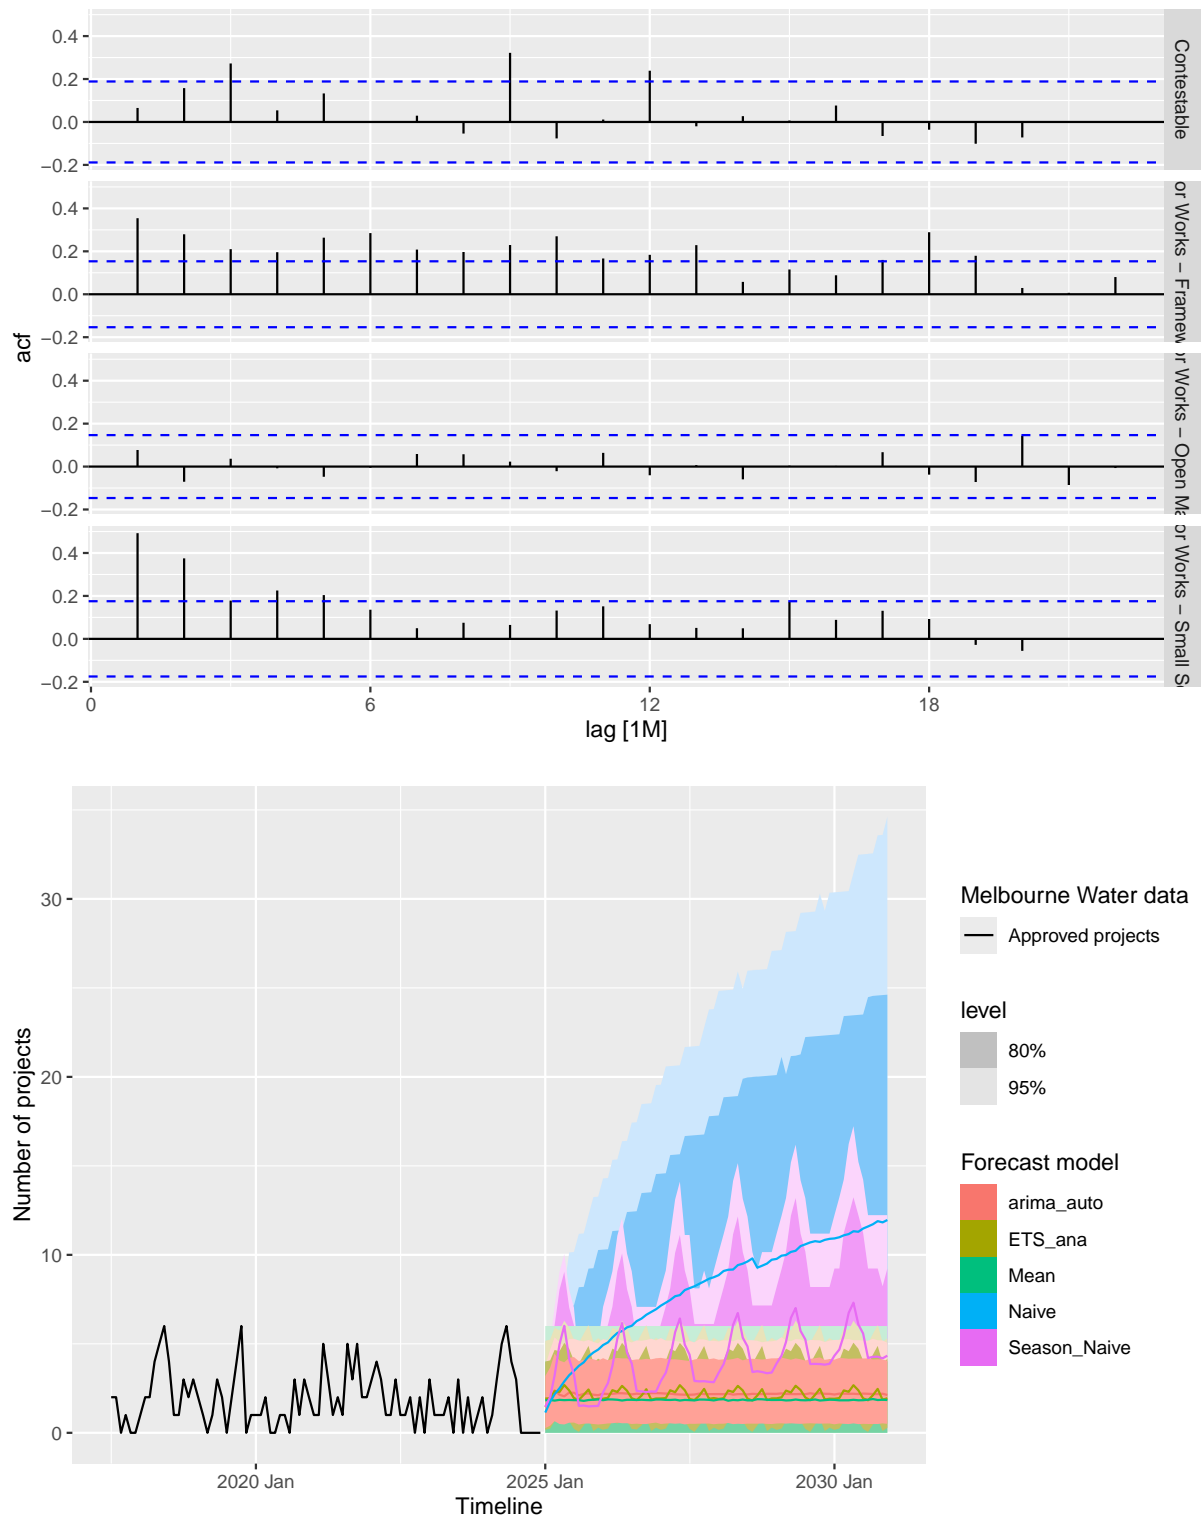 0.4
0.2
0.0
−0.2
Contestable
0.4
0.2
0.0
−0.2
or Works − Framew
0.4
0.2
0.0
−0.2
or Works − Open Ma
0.4
0.2
0.0
−0.2
or Works − Small S
acf
0
6
12
18
lag [1M]
30
20
10
0
Number of projects
2020 Jan
2025 Jan
2030 Jan
Timeline
Melbourne Water data
Approved projects
level
80%
95%
Forecast model
arima_auto
ETS_ana
Mean
Naive
Season_Naive